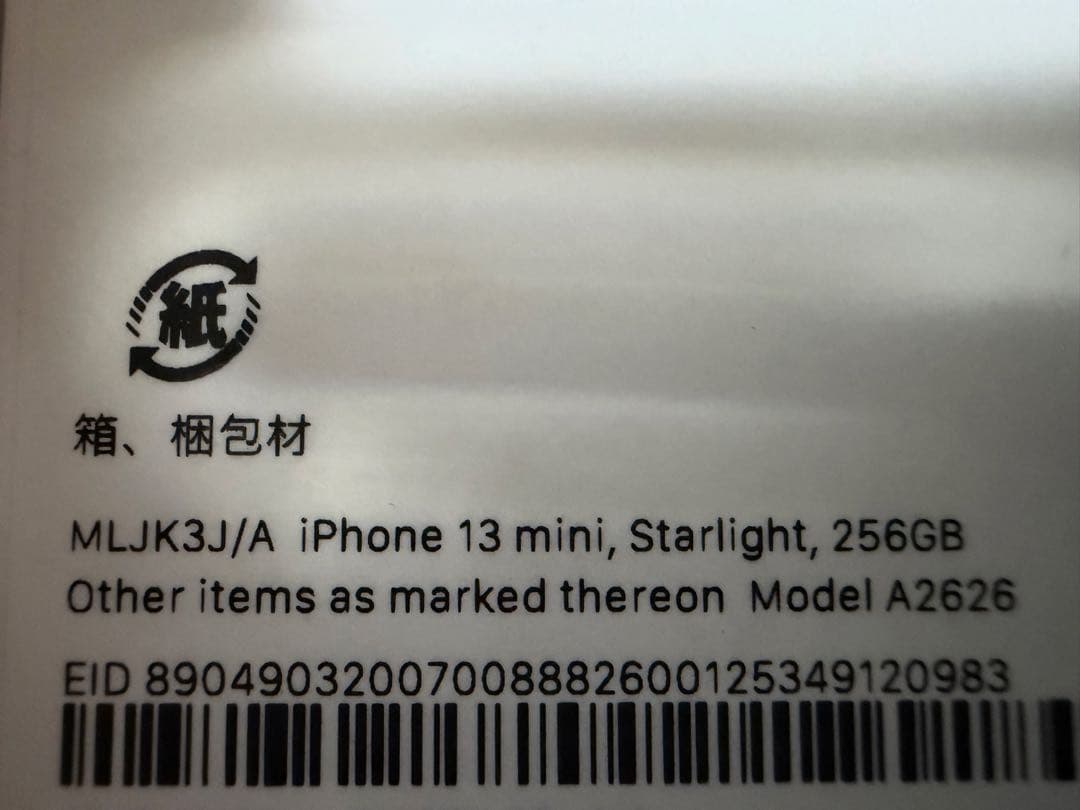 紙
箱、梱包材
MLJK3J/A iPhone 13 mini, Starlight, 256GB
Other items as marked thereon Model A2626
EID 89049032007008882600125349120983